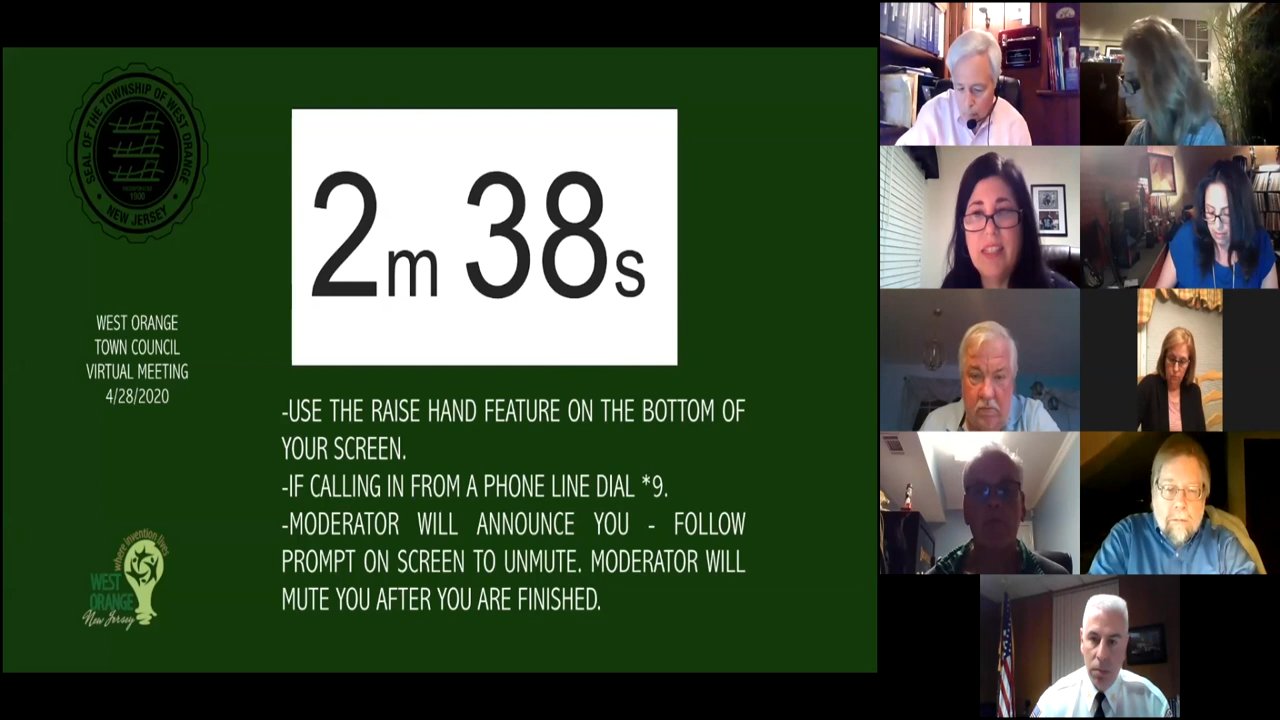 SEAL OF THE TOWNSHIP OF WEST ORANGE
INCORPORATED
1900
NEW JERSEY
2m 38s
WEST ORANGE
TOWN COUNCIL
VIRTUAL MEETING
4/28/2020
-USE THE RAISE HAND FEATURE ON THE BOTTOM OF
YOUR SCREEN.
-IF CALLING IN FROM A PHONE LINE DIAL *9.
-MODERATOR WILL ANNOUNCE YOU - FOLLOW
PROMPT ON SCREEN TO UNMUTE. MODERATOR WILL
MUTE YOU AFTER YOU ARE FINISHED.
where invention lives
WEST
ORANGE
New Jersey